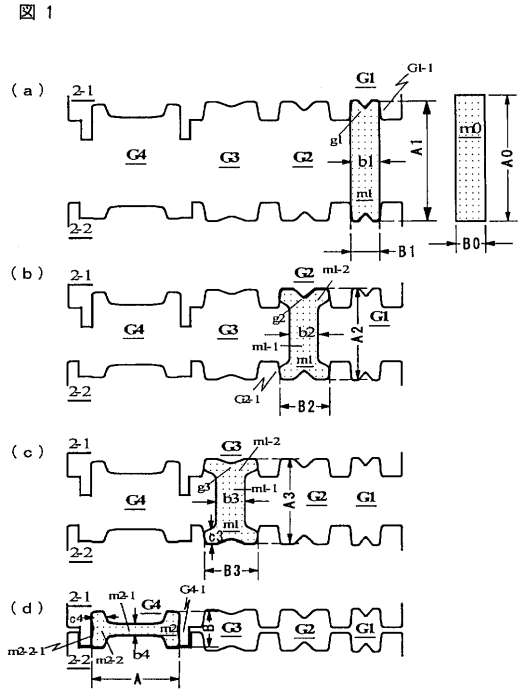 図 1
(a)
2-1
G1
G1-1
g1
G4
G3
G2
b1
A1
m0
A0
m1
2-2
B1
B0
(b)
2-1
G2
m1-2
g2
G4
G3
b2
A2
G1
m1-1
m1
2-2
G2-1
B2
(c)
2-1
G3
m1-2
g3
m1-1
G4
b3
A3
G2
G1
m1
c3
2-2
B3
(d)
2-1
m2-1
G4
G4-1
c4
m2
B
G3
G2
G1
m2-2-1
2-2
m2-2
b4
A